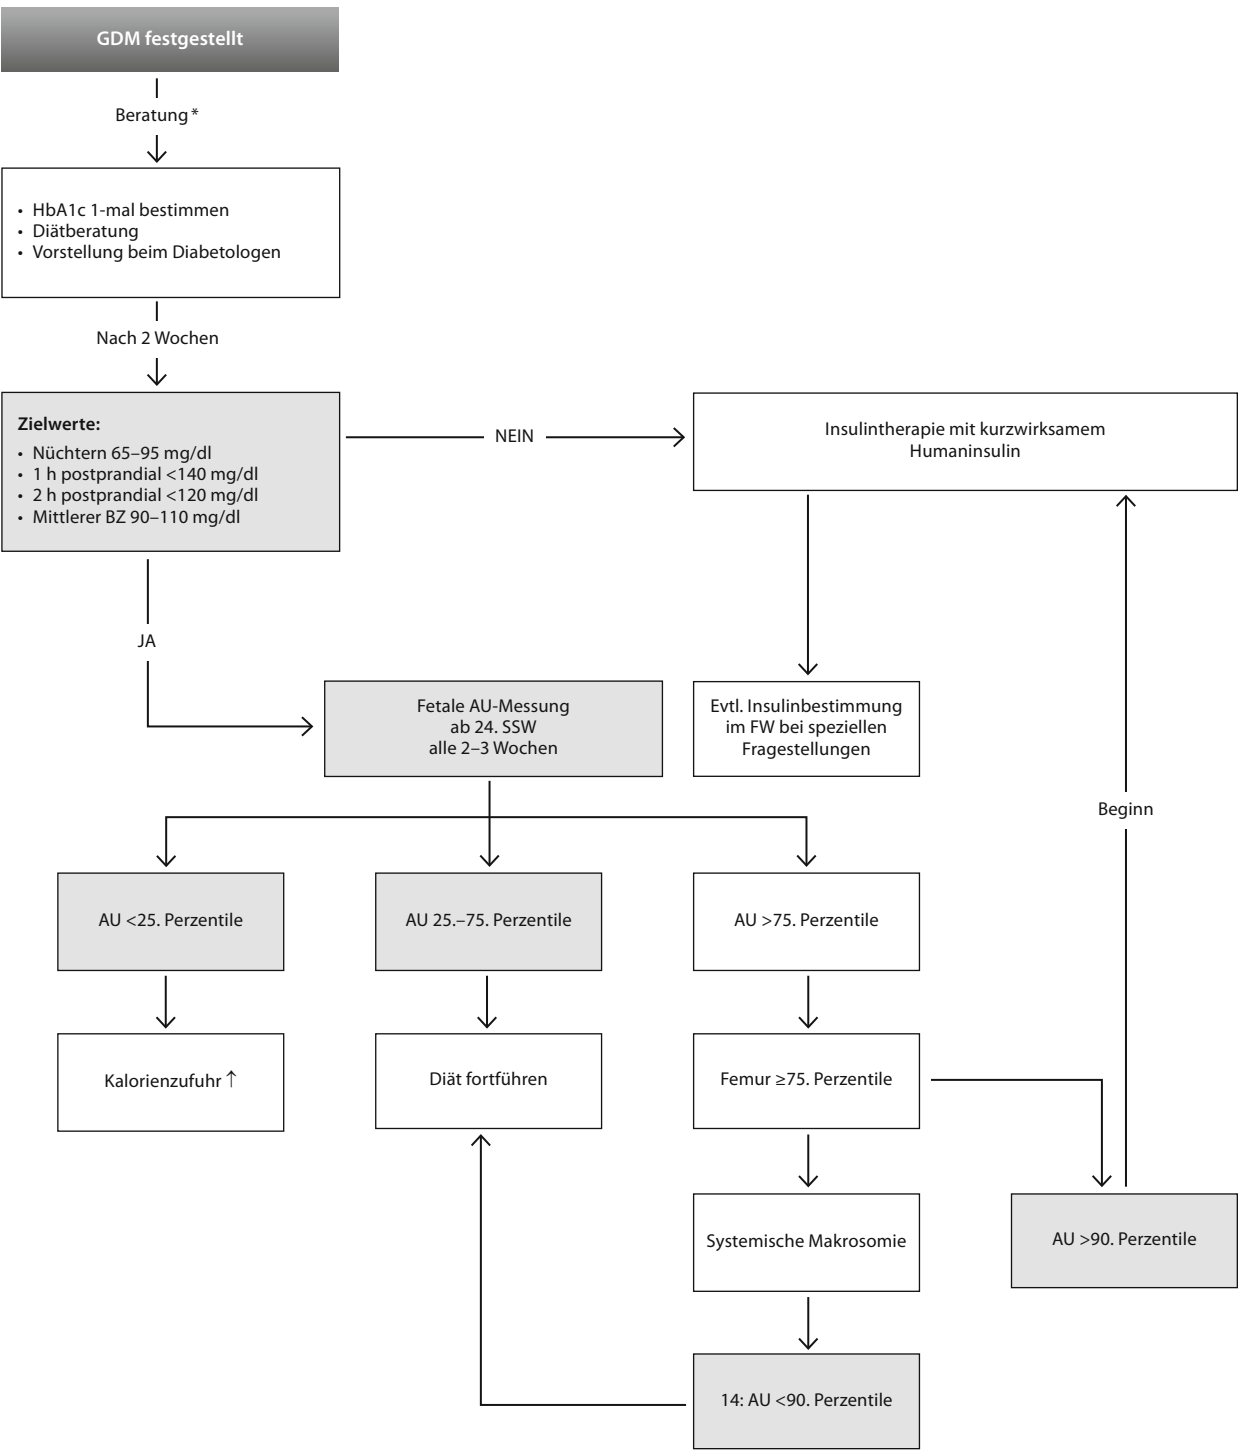 GDM festgestellt
Beratung *
• HbA1c 1-mal bestimmen
• Diätberatung
• Vorstellung beim Diabetologen
Nach 2 Wochen
Zielwerte:
• Nüchtern 65–95 mg/dl
• 1 h postprandial <140 mg/dl
• 2 h postprandial <120 mg/dl
• Mittlerer BZ 90–110 mg/dl
NEIN
Insulintherapie mit kurzwirksamem
Humaninsulin
JA
Fetale AU-Messung
ab 24. SSW
alle 2–3 Wochen
Evtl. Insulinbestimmung
im FW bei speziellen
Fragestellungen
Beginn
AU <25. Perzentile
AU 25.–75. Perzentile
AU >75. Perzentile
Kalorienzufuhr ↑
Diät fortführen
Femur ≥75. Perzentile
Systemische Makrosomie
AU >90. Perzentile
14: AU <90. Perzentile